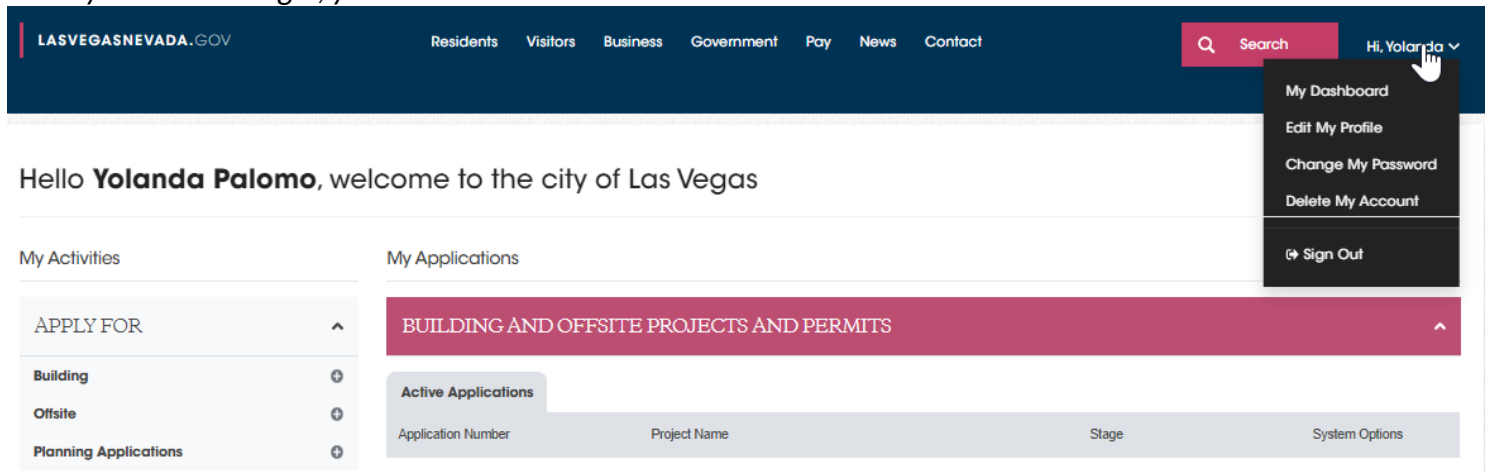 LASVEGASNEVADA.GOV
Residents Visitors Business Government Pay News Contact
Search
Hi, Yolanda
My Dashboard
Edit My Profile
Change My Password
Delete My Account
Sign Out
Hello Yolanda Palomo, welcome to the city of Las Vegas
My Activities
My Applications
APPLY FOR
BUILDING AND OFFSITE PROJECTS AND PERMITS
Building
Offsite
Planning Applications
Active Applications
Application Number Project Name Stage System Options